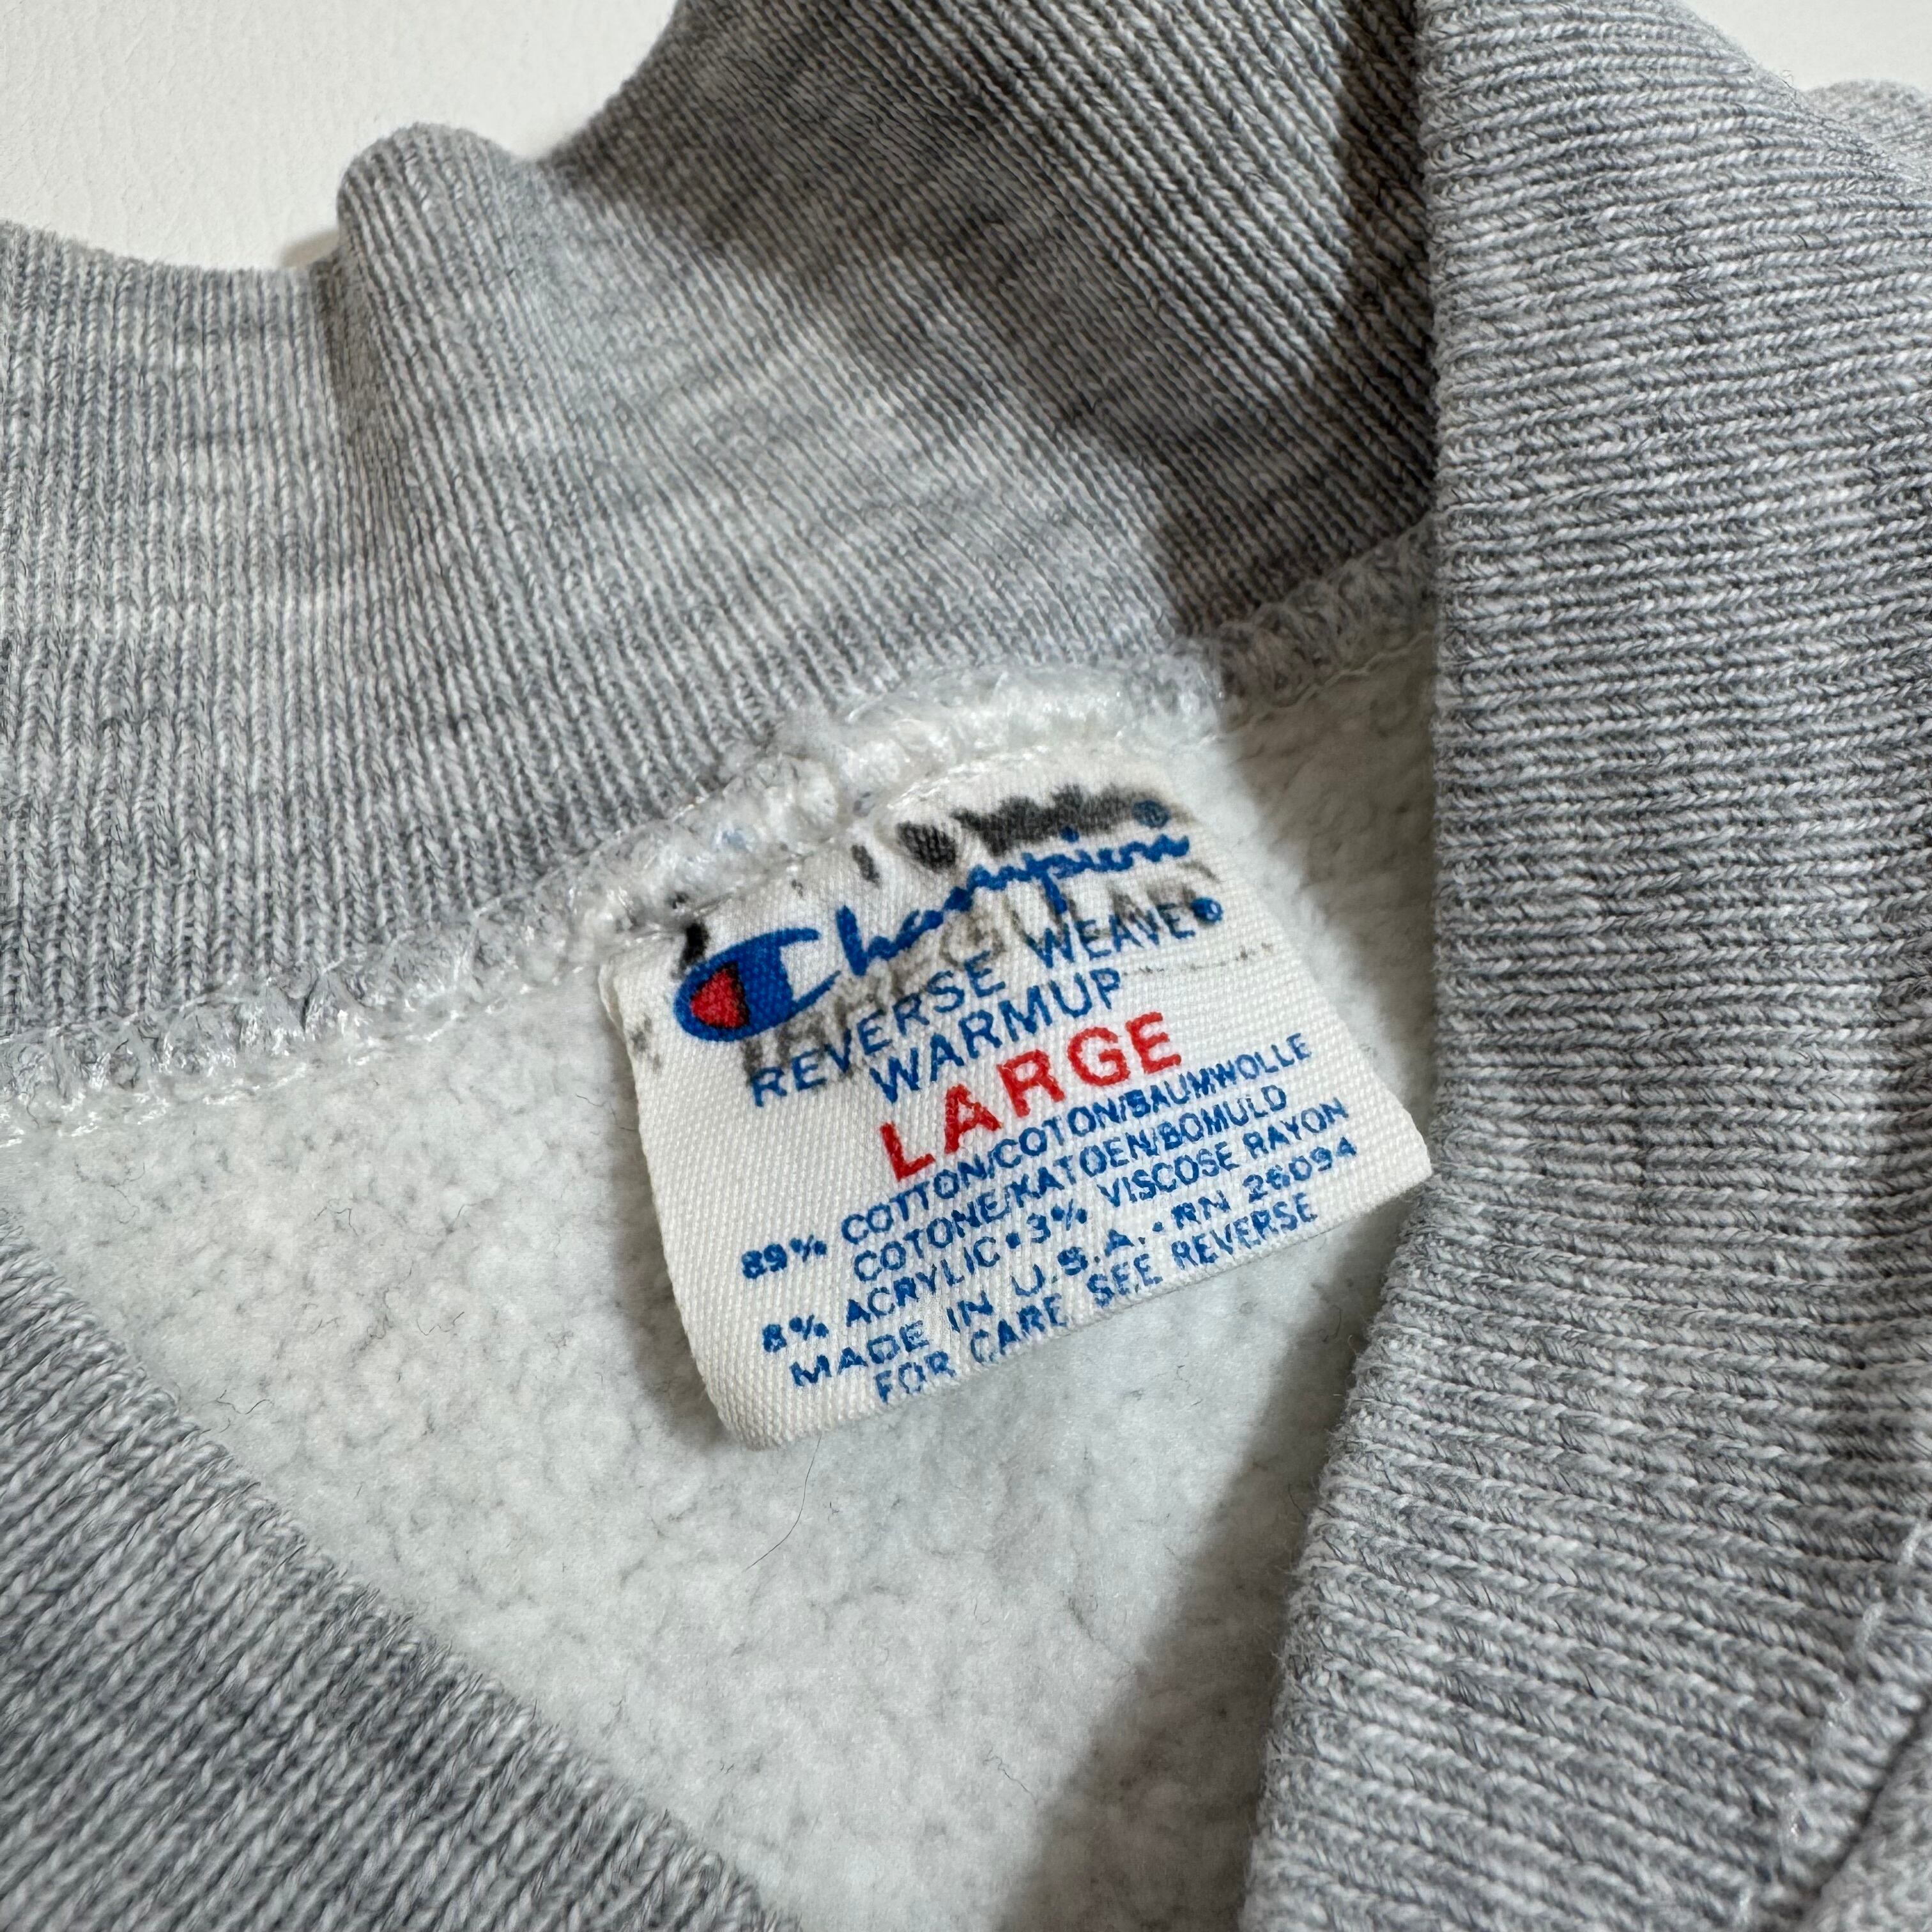 Champion®
REVERSE WEAVE®
WARMUP
LARGE
89% COTTON/COTON/BAUMWOLLE
COTONE/KATOEN/BOMULD
8% ACRYLIC•3% VISCOSE RAYON
MADE IN U.S.A.•RN 26094
FOR CARE SEE REVERSE